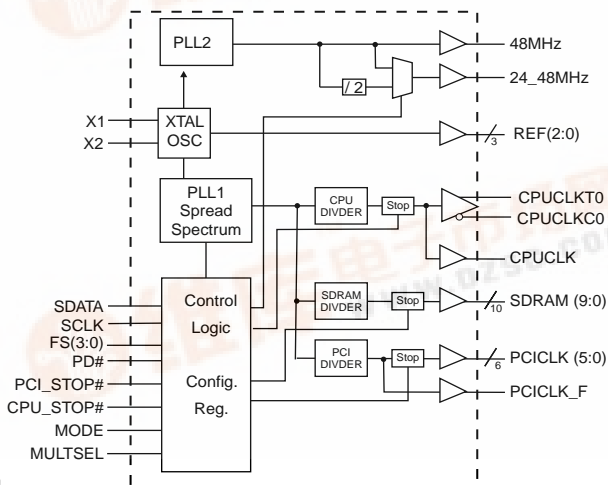 PLL2
48MHz
/ 2
24_48MHz
X1
X2
XTAL
OSC
3
REF(2:0)
PLL1
Spread
Spectrum
CPU
DIVDER
Stop
CPUCLKT0
CPUCLKC0
CPUCLK
SDATA
SCLK
FS(3:0)
PD#
PCI_STOP#
CPU_STOP#
MODE
MULTSEL
Control
Logic
Config.
Reg.
SDRAM
DIVDER
Stop
10
SDRAM (9:0)
PCI
DIVDER
Stop
6
PCICLK (5:0)
PCICLK_F